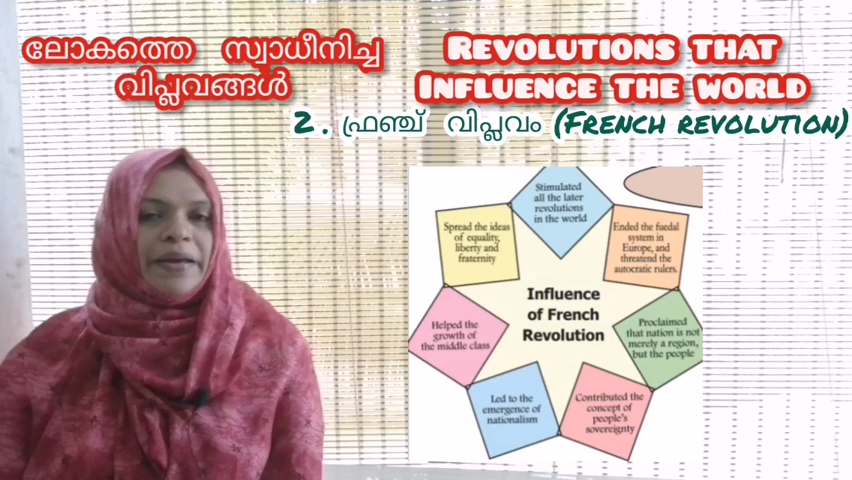 ലോകത്തെ സ്വാധീനിച്ച
വിപ്ലവങ്ങൾ
REVOLUTIONS THAT
INFLUENCE THE WORLD
2. ഫ്രഞ്ച് വിപ്ലവം (FRENCH REVOLUTION)
Stimulated
all the later
revolutions
in the world
Spread the ideas
of equality,
liberty and
fraternity
Ended the fuedal
system in
Europe, and
threatend the
autocratic rulers.
Influence
of French
Revolution
Helped the
growth of
the middle class
Proclaimed
that nation is not
merely a region,
but the people
Led to the
emergence of
nationalism
Contributed the
concept of
people's
sovereignty